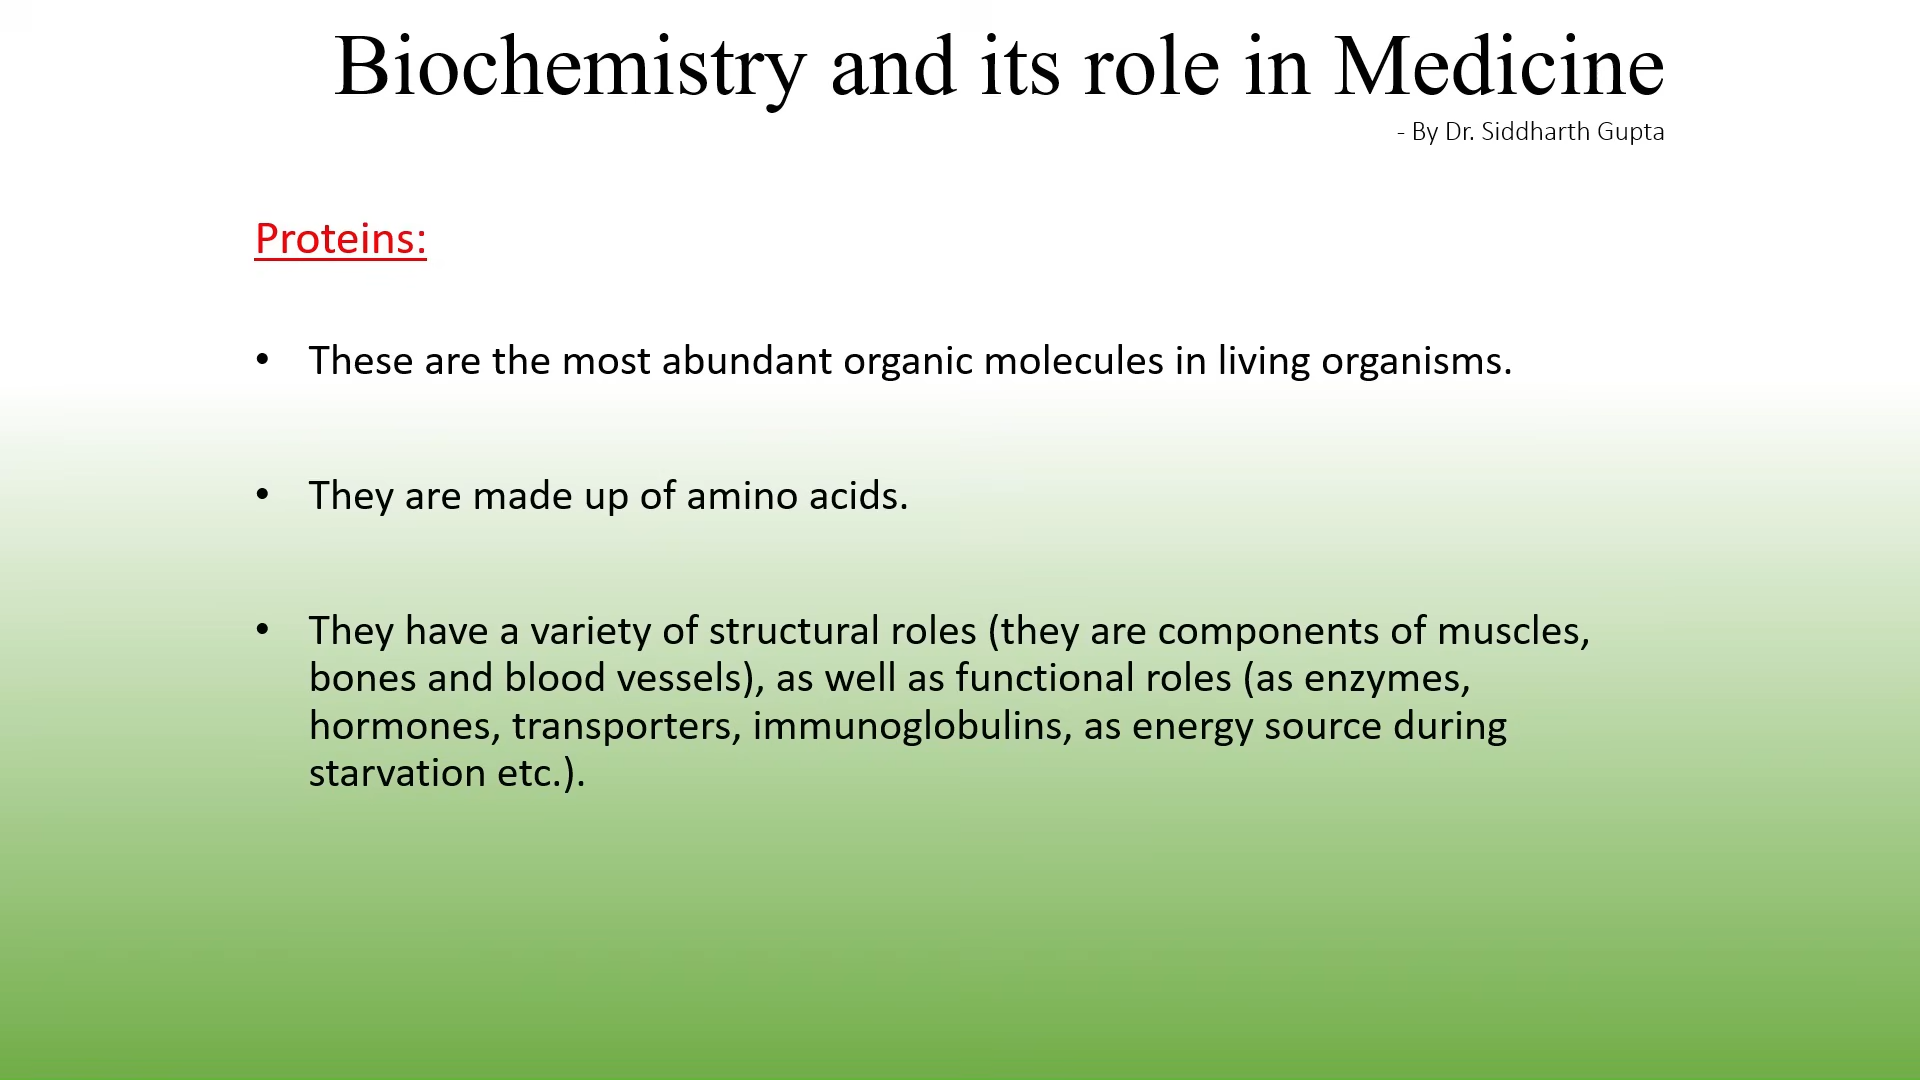 Biochemistry and its role in Medicine
- By Dr. Siddharth Gupta
Proteins:
• These are the most abundant organic molecules in living organisms.
• They are made up of amino acids.
• They have a variety of structural roles (they are components of muscles,
bones and blood vessels), as well as functional roles (as enzymes,
hormones, transporters, immunoglobulins, as energy source during
starvation etc.).